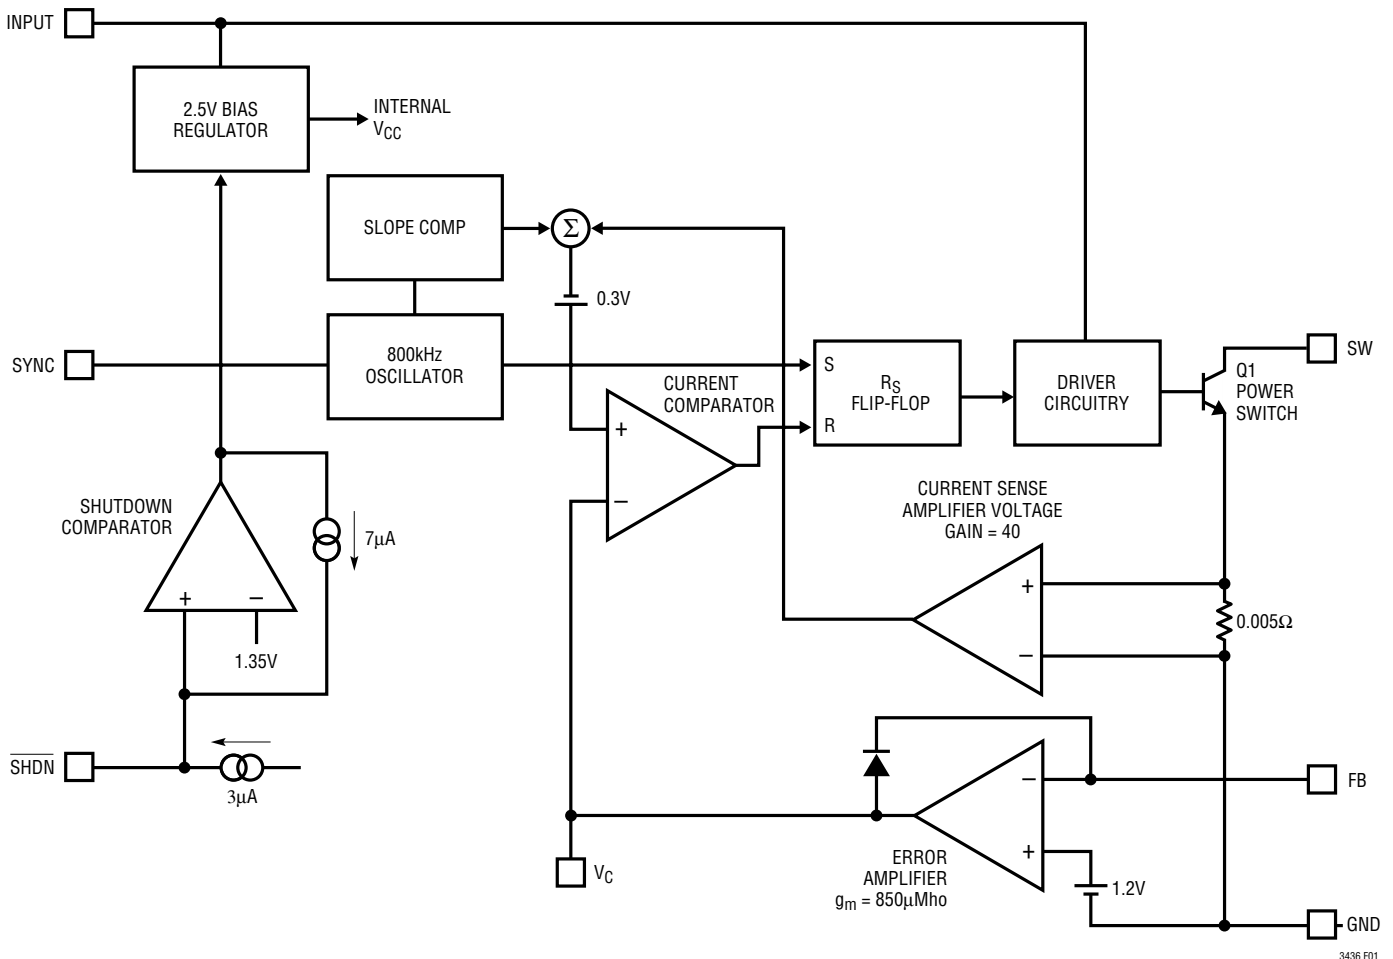 INPUT
2.5V BIAS
REGULATOR
INTERNAL
VCC
SLOPE COMP
Σ
0.3V
SYNC
800kHz
OSCILLATOR
CURRENT
COMPARATOR
+
−
S
R
RS
FLIP-FLOP
DRIVER
CIRCUITRY
SW
Q1
POWER
SWITCH
SHUTDOWN
COMPARATOR
+
−
1.35V
7µA
CURRENT SENSE
AMPLIFIER VOLTAGE
GAIN = 40
+
−
0.005Ω
SHDN
3µA
VC
−
+
ERROR
AMPLIFIER
gm = 850µMho
FB
1.2V
GND
3436 F01